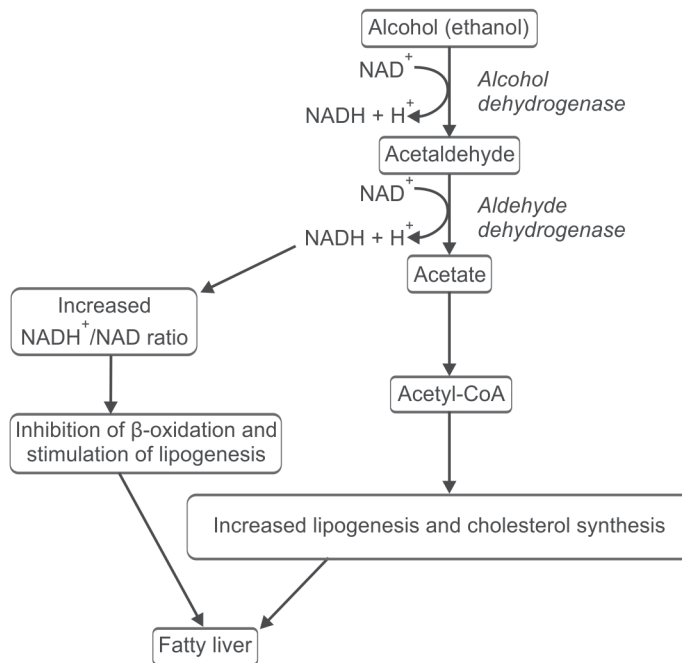 Alcohol (ethanol)
NAD⁺
Alcohol
dehydrogenase
NADH + H⁺
Acetaldehyde
NAD⁺
Aldehyde
dehydrogenase
NADH + H⁺
Acetate
Increased
NADH⁺/NAD ratio
Acetyl-CoA
Inhibition of β-oxidation and
stimulation of lipogenesis
Increased lipogenesis and cholesterol synthesis
Fatty liver